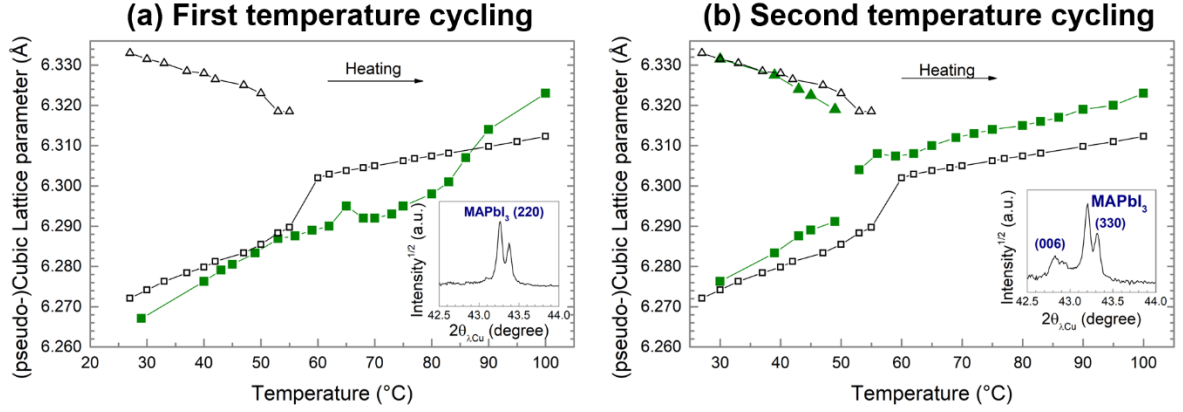 (a) First temperature cycling
(pseudo-)Cubic Lattice parameter (Å)
6.330
6.320
6.310
6.300
6.290
6.280
6.270
6.260
Heating
MAPbI3 (220)
Intensity1/2 (a.u.)
42.5 43.0 43.5 44.0
2θλCu (degree)
20 30 40 50 60 70 80 90 100
Temperature (°C)
(b) Second temperature cycling
(pseudo-)Cubic Lattice parameter (Å)
6.330
6.320
6.310
6.300
6.290
6.280
6.270
6.260
Heating
MAPbI3
(006)
(330)
Intensity1/2 (a.u.)
42.5 43.0 43.5 44.0
2θλCu (degree)
30 40 50 60 70 80 90 100
Temperature (°C)